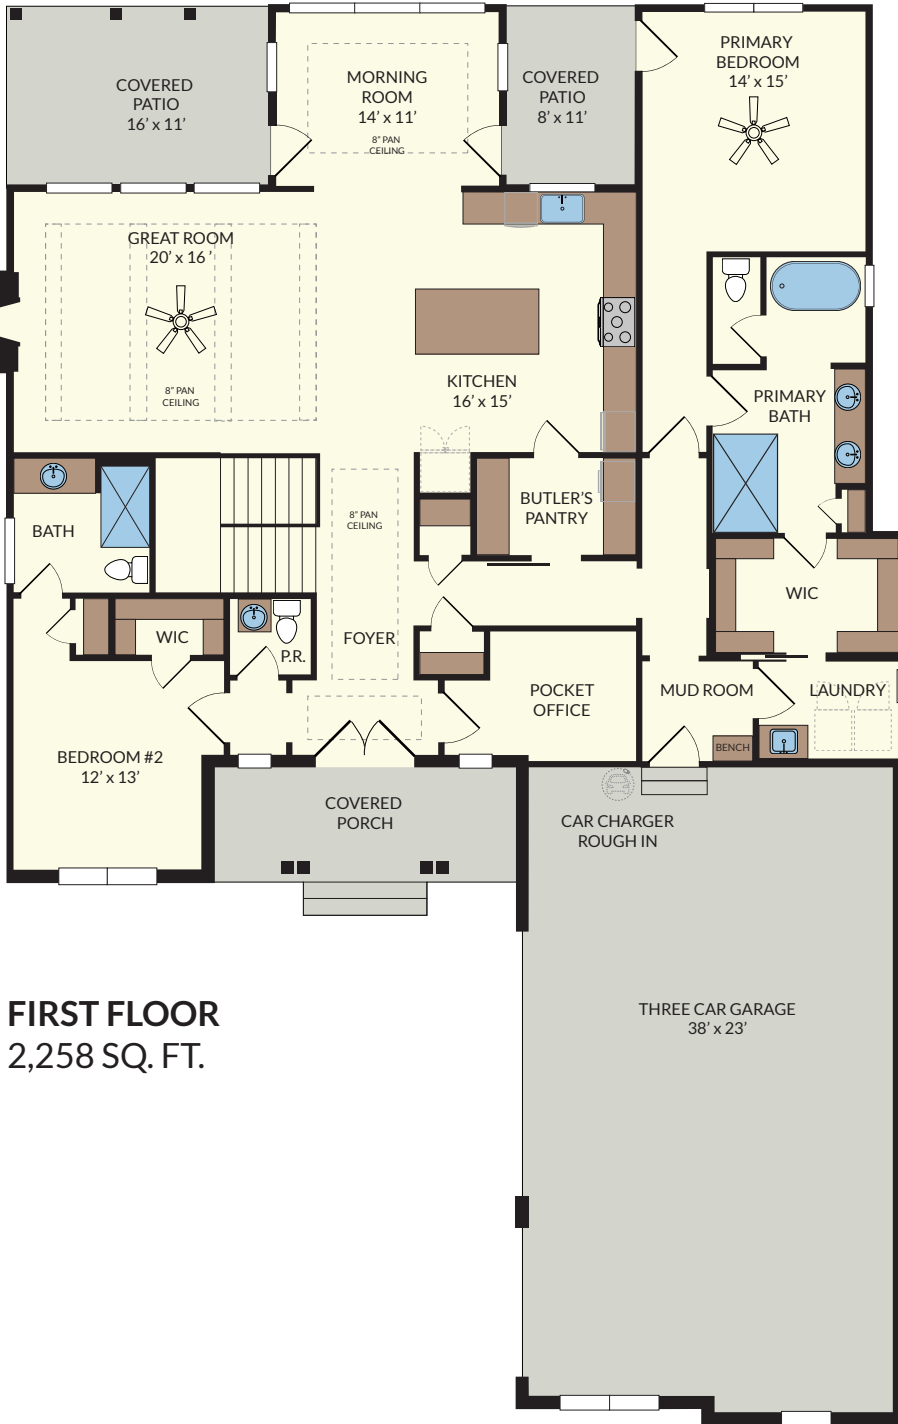 COVERED
PATIO
16’ x 11’
MORNING
ROOM
14’ x 11’
8” PAN
CEILING
COVERED
PATIO
8’ x 11’
PRIMARY
BEDROOM
14’ x 15’
GREAT ROOM
20’ x 16 ’
8” PAN
CEILING
KITCHEN
16’ x 15’
PRIMARY
BATH
BATH
8” PAN
CEILING
BUTLER’S
PANTRY
WIC
WIC
P.R.
FOYER
POCKET
OFFICE
MUD ROOM
LAUNDRY
BENCH
BEDROOM #2
12’ x 13’
COVERED
PORCH
CAR CHARGER
ROUGH IN
THREE CAR GARAGE
38’ x 23’
FIRST FLOOR
2,258 SQ. FT.